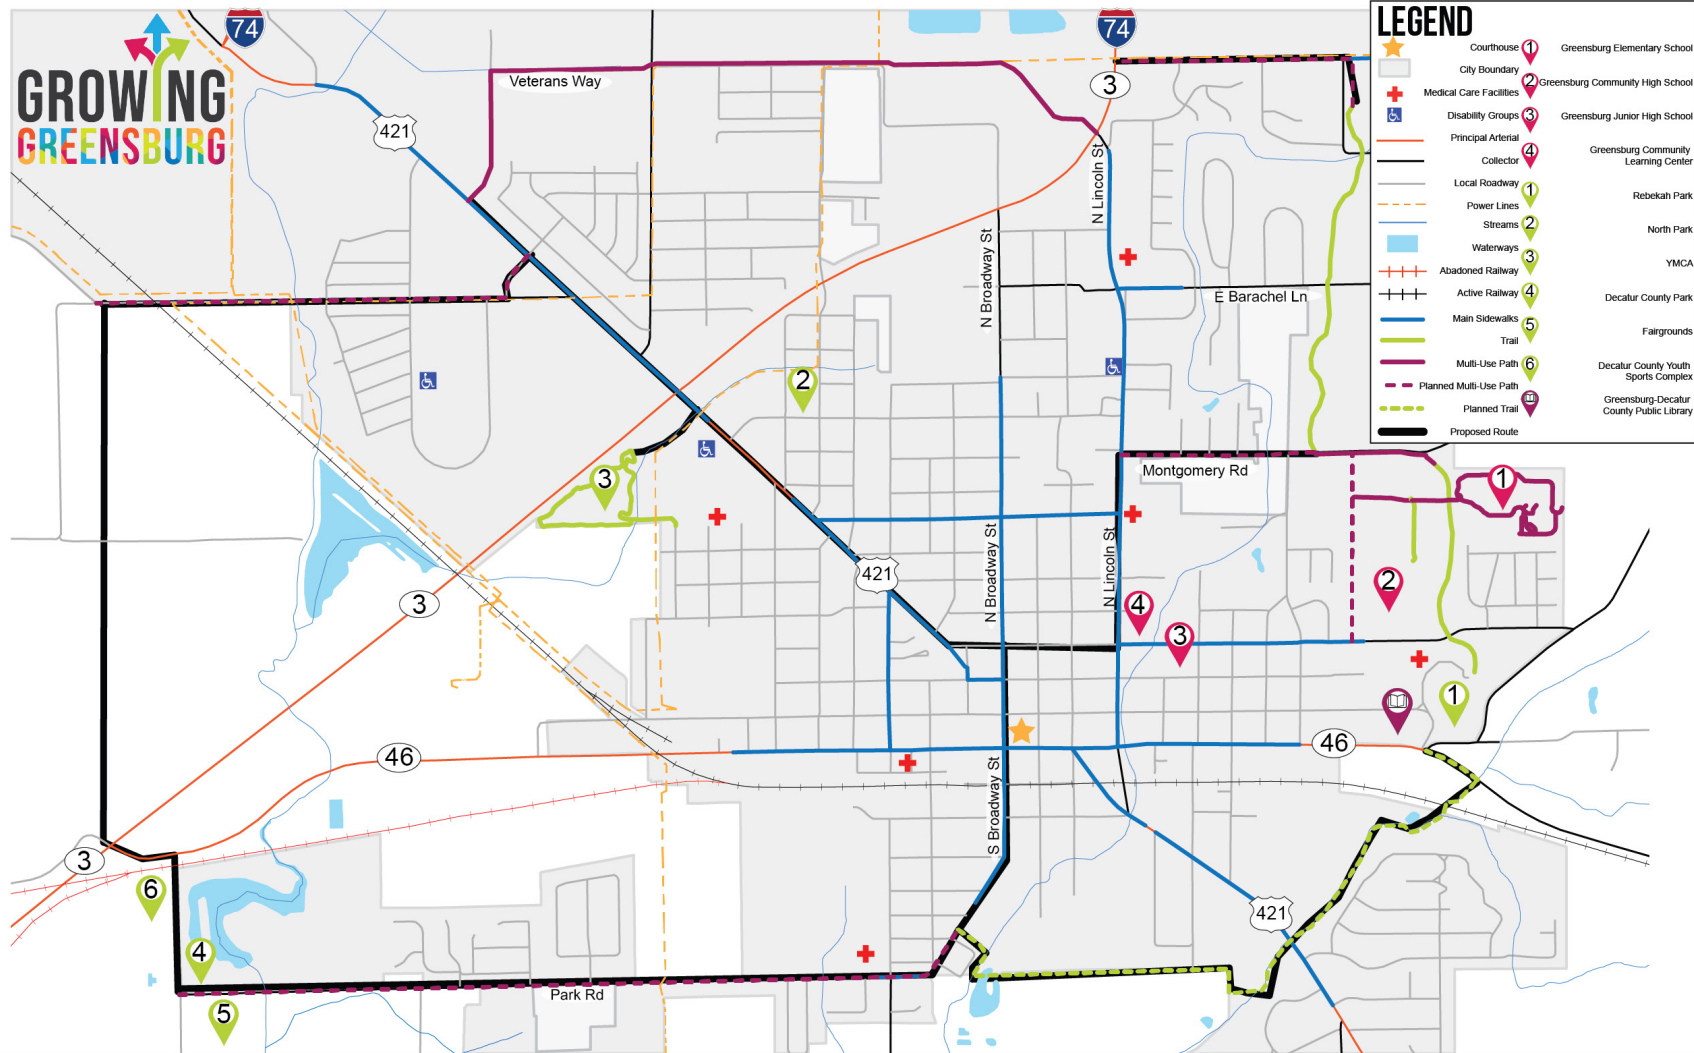 GROWING
GREENSBURG
74
74
421
Veterans Way
3
N Lincoln St
N Broadway St
E Barachel Ln
2
3
Montgomery Rd
1
421
N Broadway St
N Lincoln St
2
3
4
3
1
46
46
S Broadway St
3
6
4
5
Park Rd
421
LEGEND
Courthouse
City Boundary
Medical Care Facilities
Disability Groups
Principal Arterial
Collector
Local Roadway
Power Lines
Streams
Waterways
Abadoned Railway
Active Railway
Main Sidewalks
Trail
Multi-Use Path
Planned Multi-Use Path
Planned Trail
Proposed Route
1 Greensburg Elementary School
2 Greensburg Community High School
3 Greensburg Junior High School
4 Greensburg Community
Learning Center
1 Rebekah Park
2 North Park
3 YMCA
4 Decatur County Park
5 Fairgrounds
6 Decatur County Youth
Sports Complex
Greensburg-Decatur
County Public Library